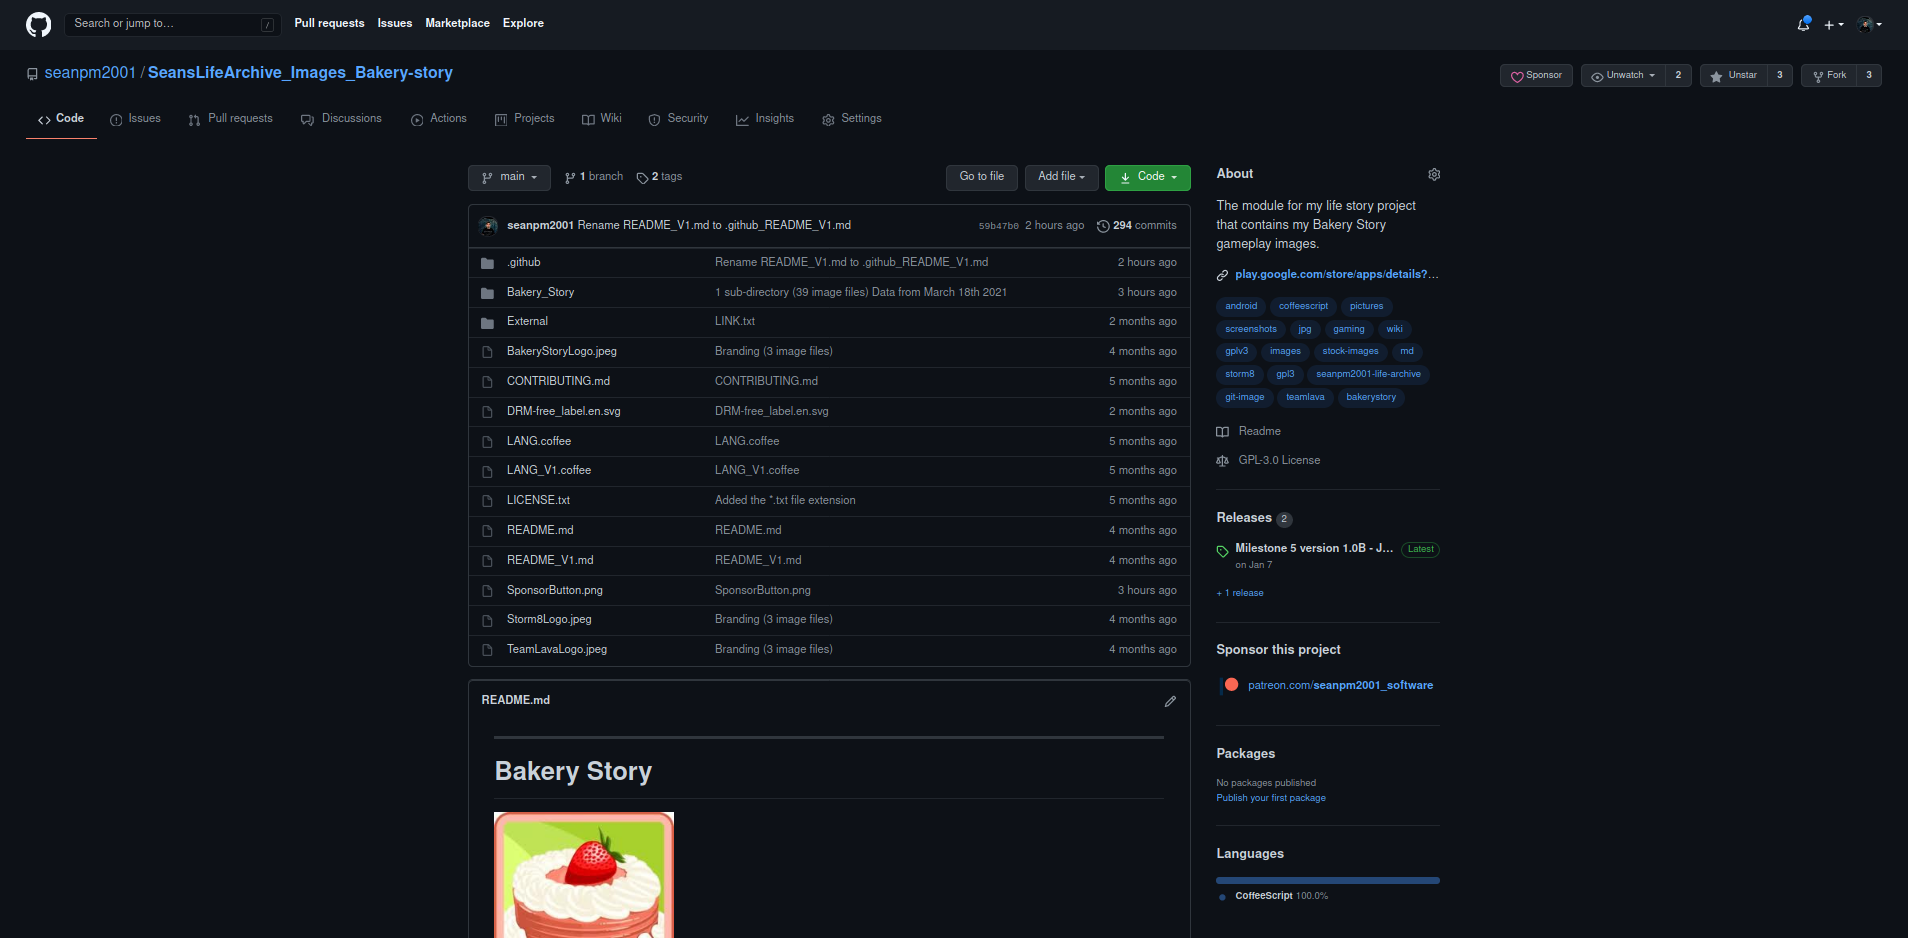 Search or jump to... /
Pull requests Issues Marketplace Explore
seanpm2001 / SeansLifeArchive_Images_Bakery-story
Sponsor Unwatch 2 Unstar 3 Fork 3
Code Issues Pull requests Discussions Actions Projects Wiki Security Insights Settings
main 1 branch 2 tags Go to file Add file Code
seanpm2001 Rename README_V1.md to .github_README_V1.md 59b47b0 2 hours ago 294 commits
.github Rename README_V1.md to .github_README_V1.md 2 hours ago
Bakery_Story 1 sub-directory (39 image files) Data from March 18th 2021 3 hours ago
External LINK.txt 2 months ago
BakeryStoryLogo.jpeg Branding (3 image files) 4 months ago
CONTRIBUTING.md CONTRIBUTING.md 5 months ago
DRM-free_label.en.svg DRM-free_label.en.svg 2 months ago
LANG.coffee LANG.coffee 5 months ago
LANG_V1.coffee LANG_V1.coffee 5 months ago
LICENSE.txt Added the *.txt file extension 5 months ago
README.md README.md 4 months ago
README_V1.md README_V1.md 4 months ago
SponsorButton.png SponsorButton.png 3 hours ago
Storm8Logo.jpeg Branding (3 image files) 4 months ago
TeamLavaLogo.jpeg Branding (3 image files) 4 months ago
README.md
Bakery Story
About
The module for my life story project
that contains my Bakery Story
gameplay images.
play.google.com/store/apps/details?...
android coffeescript pictures
screenshots jpg gaming wiki
gplv3 images stock-images md
storm8 gpl3 seanpm2001-life-archive
git-image teamlava bakerystory
Readme
GPL-3.0 License
Releases 2
Milestone 5 version 1.0B - J... Latest
on Jan 7
+ 1 release
Sponsor this project
patreon.com/seanpm2001_software
Packages
No packages published
Publish your first package
Languages
CoffeeScript 100.0%